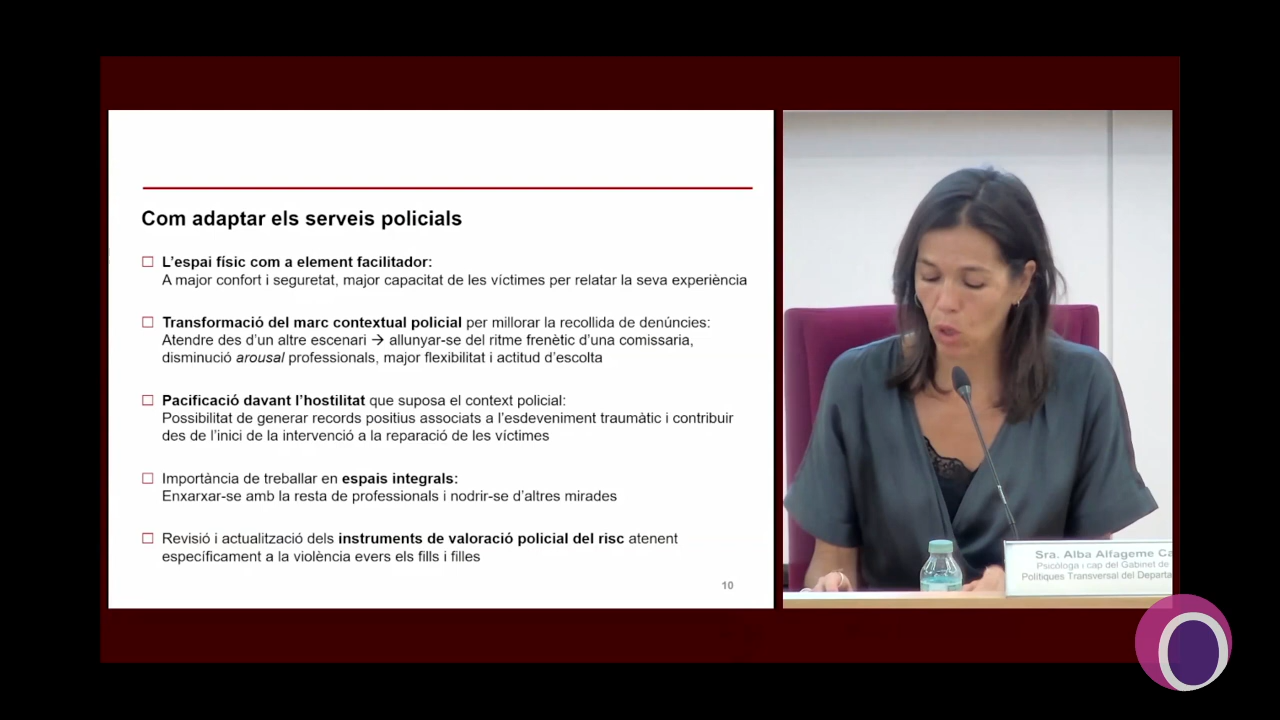 Com adaptar els serveis policials
☐ L'espai físic com a element facilitador:
A major confort i seguretat, major capacitat de les víctimes per relatar la seva experiència
☐ Transformació del marc contextual policial per millorar la recollida de denúncies:
Atendre des d'un altre escenari → allunyar-se del ritme frenètic d'una comissaria,
disminució arousal professionals, major flexibilitat i actitud d'escolta
☐ Pacificació davant l'hostilitat que suposa el context policial:
Possibilitat de generar records positius associats a l'esdeveniment traumàtic i contribuir
des de l'inici de la intervenció a la reparació de les víctimes
☐ Importància de treballar en espais integrals:
Enxarxar-se amb la resta de professionals i nodrir-se d'altres mirades
☐ Revisió i actualització dels instruments de valoració policial del risc atenent
específicament a la violència evers els fills i filles
10
Sra. Alba Alfageme Ca
Psicòloga i cap del Gabinet de
Polítiques Transversal del Departa